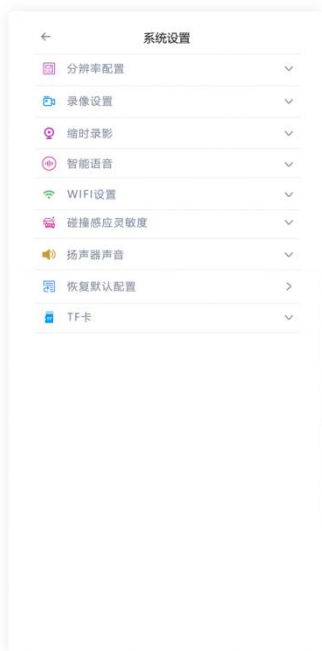 系统设置
分辨率配置
录像设置
缩时录影
智能语音
WIFI设置
碰撞感应灵敏度
扬声器声音
恢复默认配置
TF卡